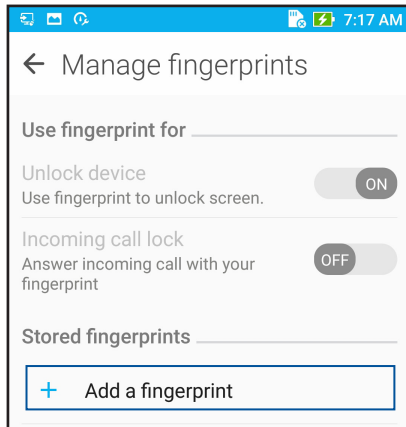 7:17 AM
Manage fingerprints
Use fingerprint for
Unlock device
Use fingerprint to unlock screen.
ON
Incoming call lock
Answer incoming call with your
fingerprint
OFF
Stored fingerprints
+ Add a fingerprint